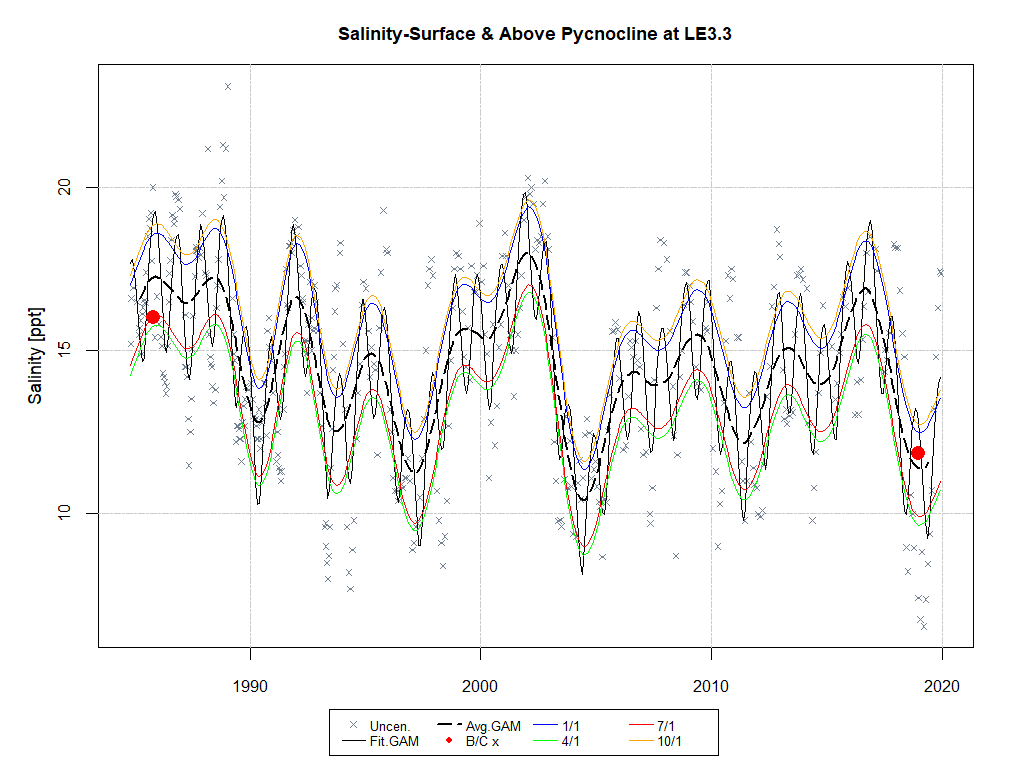 Salinity-Surface & Above Pycnocline at LE3.3
Salinity [ppt]
20
15
10
1990 2000 2010 2020
Uncen. Avg.GAM 1/1 7/1
Fit.GAM B/C x 4/1 10/1